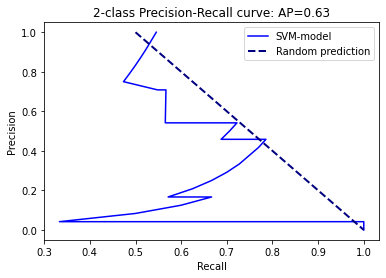 2-class Precision-Recall curve: AP=0.63
SVM-model
Random prediction
Precision
1.0
0.8
0.6
0.4
0.2
0.0
0.3 0.4 0.5 0.6 0.7 0.8 0.9 1.0
Recall